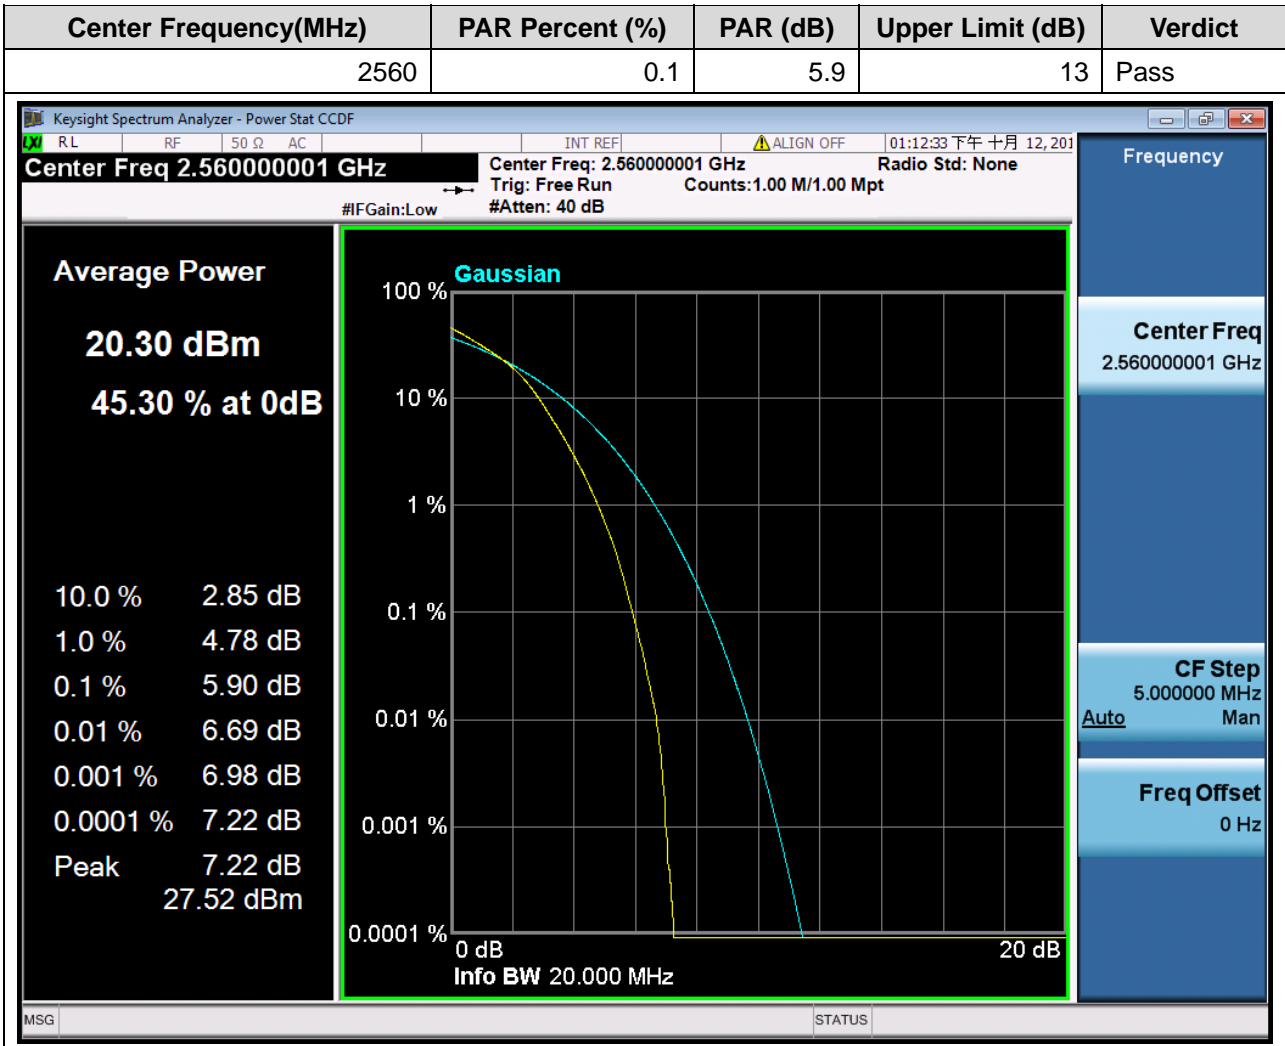 Center Frequency(MHz) PAR Percent (%) PAR (dB) Upper Limit (dB) Verdict
2560 0.1 5.9 13 Pass
Keysight Spectrum Analyzer - Power Stat CCDF
LXI RL RF 50 Ω AC INT REF ALIGN OFF 01:12:33 下午 十月 12, 201
Center Freq 2.560000001 GHz
Center Freq: 2.560000001 GHz Radio Std: None
Trig: Free Run Counts:1.00 M/1.00 Mpt
#IFGain:Low #Atten: 40 dB
Average Power
20.30 dBm
45.30 % at 0dB
10.0 % 2.85 dB
1.0 % 4.78 dB
0.1 % 5.90 dB
0.01 % 6.69 dB
0.001 % 6.98 dB
0.0001 % 7.22 dB
Peak 7.22 dB
27.52 dBm
Gaussian
100 %
10 %
1 %
0.1 %
0.01 %
0.001 %
0.0001 %
0 dB 20 dB
Info BW 20.000 MHz
Frequency
Center Freq
2.560000001 GHz
CF Step
5.000000 MHz
Auto Man
Freq Offset
0 Hz
MSG STATUS